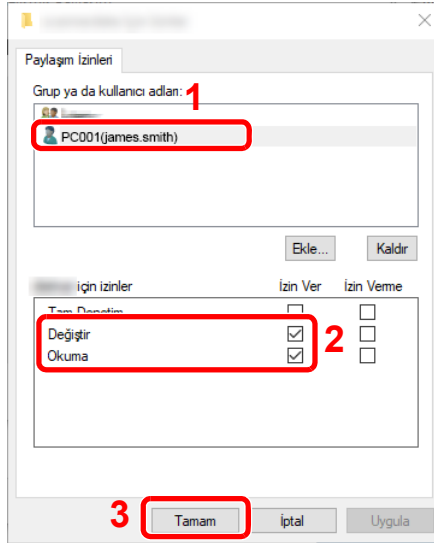 Paylaşım İzinleri
Grup ya da kullanıcı adları: 1
PC001(james.smith)
Ekle... Kaldır
için izinler İzin Ver İzin Verme
Tam Denetim
Değiştir
Okuma
2
3 Tamam İptal Uygula